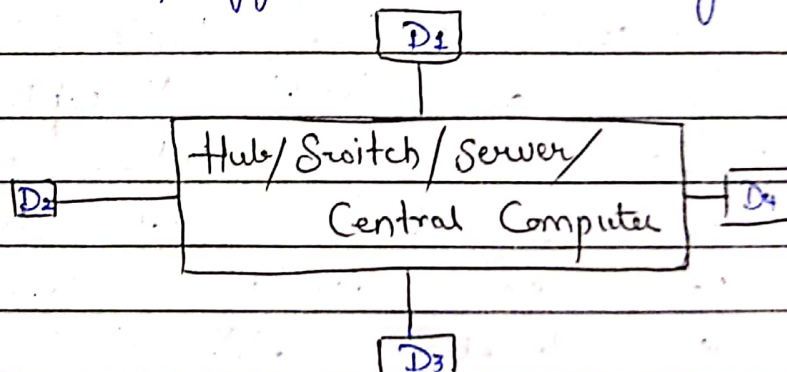 D1
Hub/Switch/Server/
D2
D4
Central Computer
D3